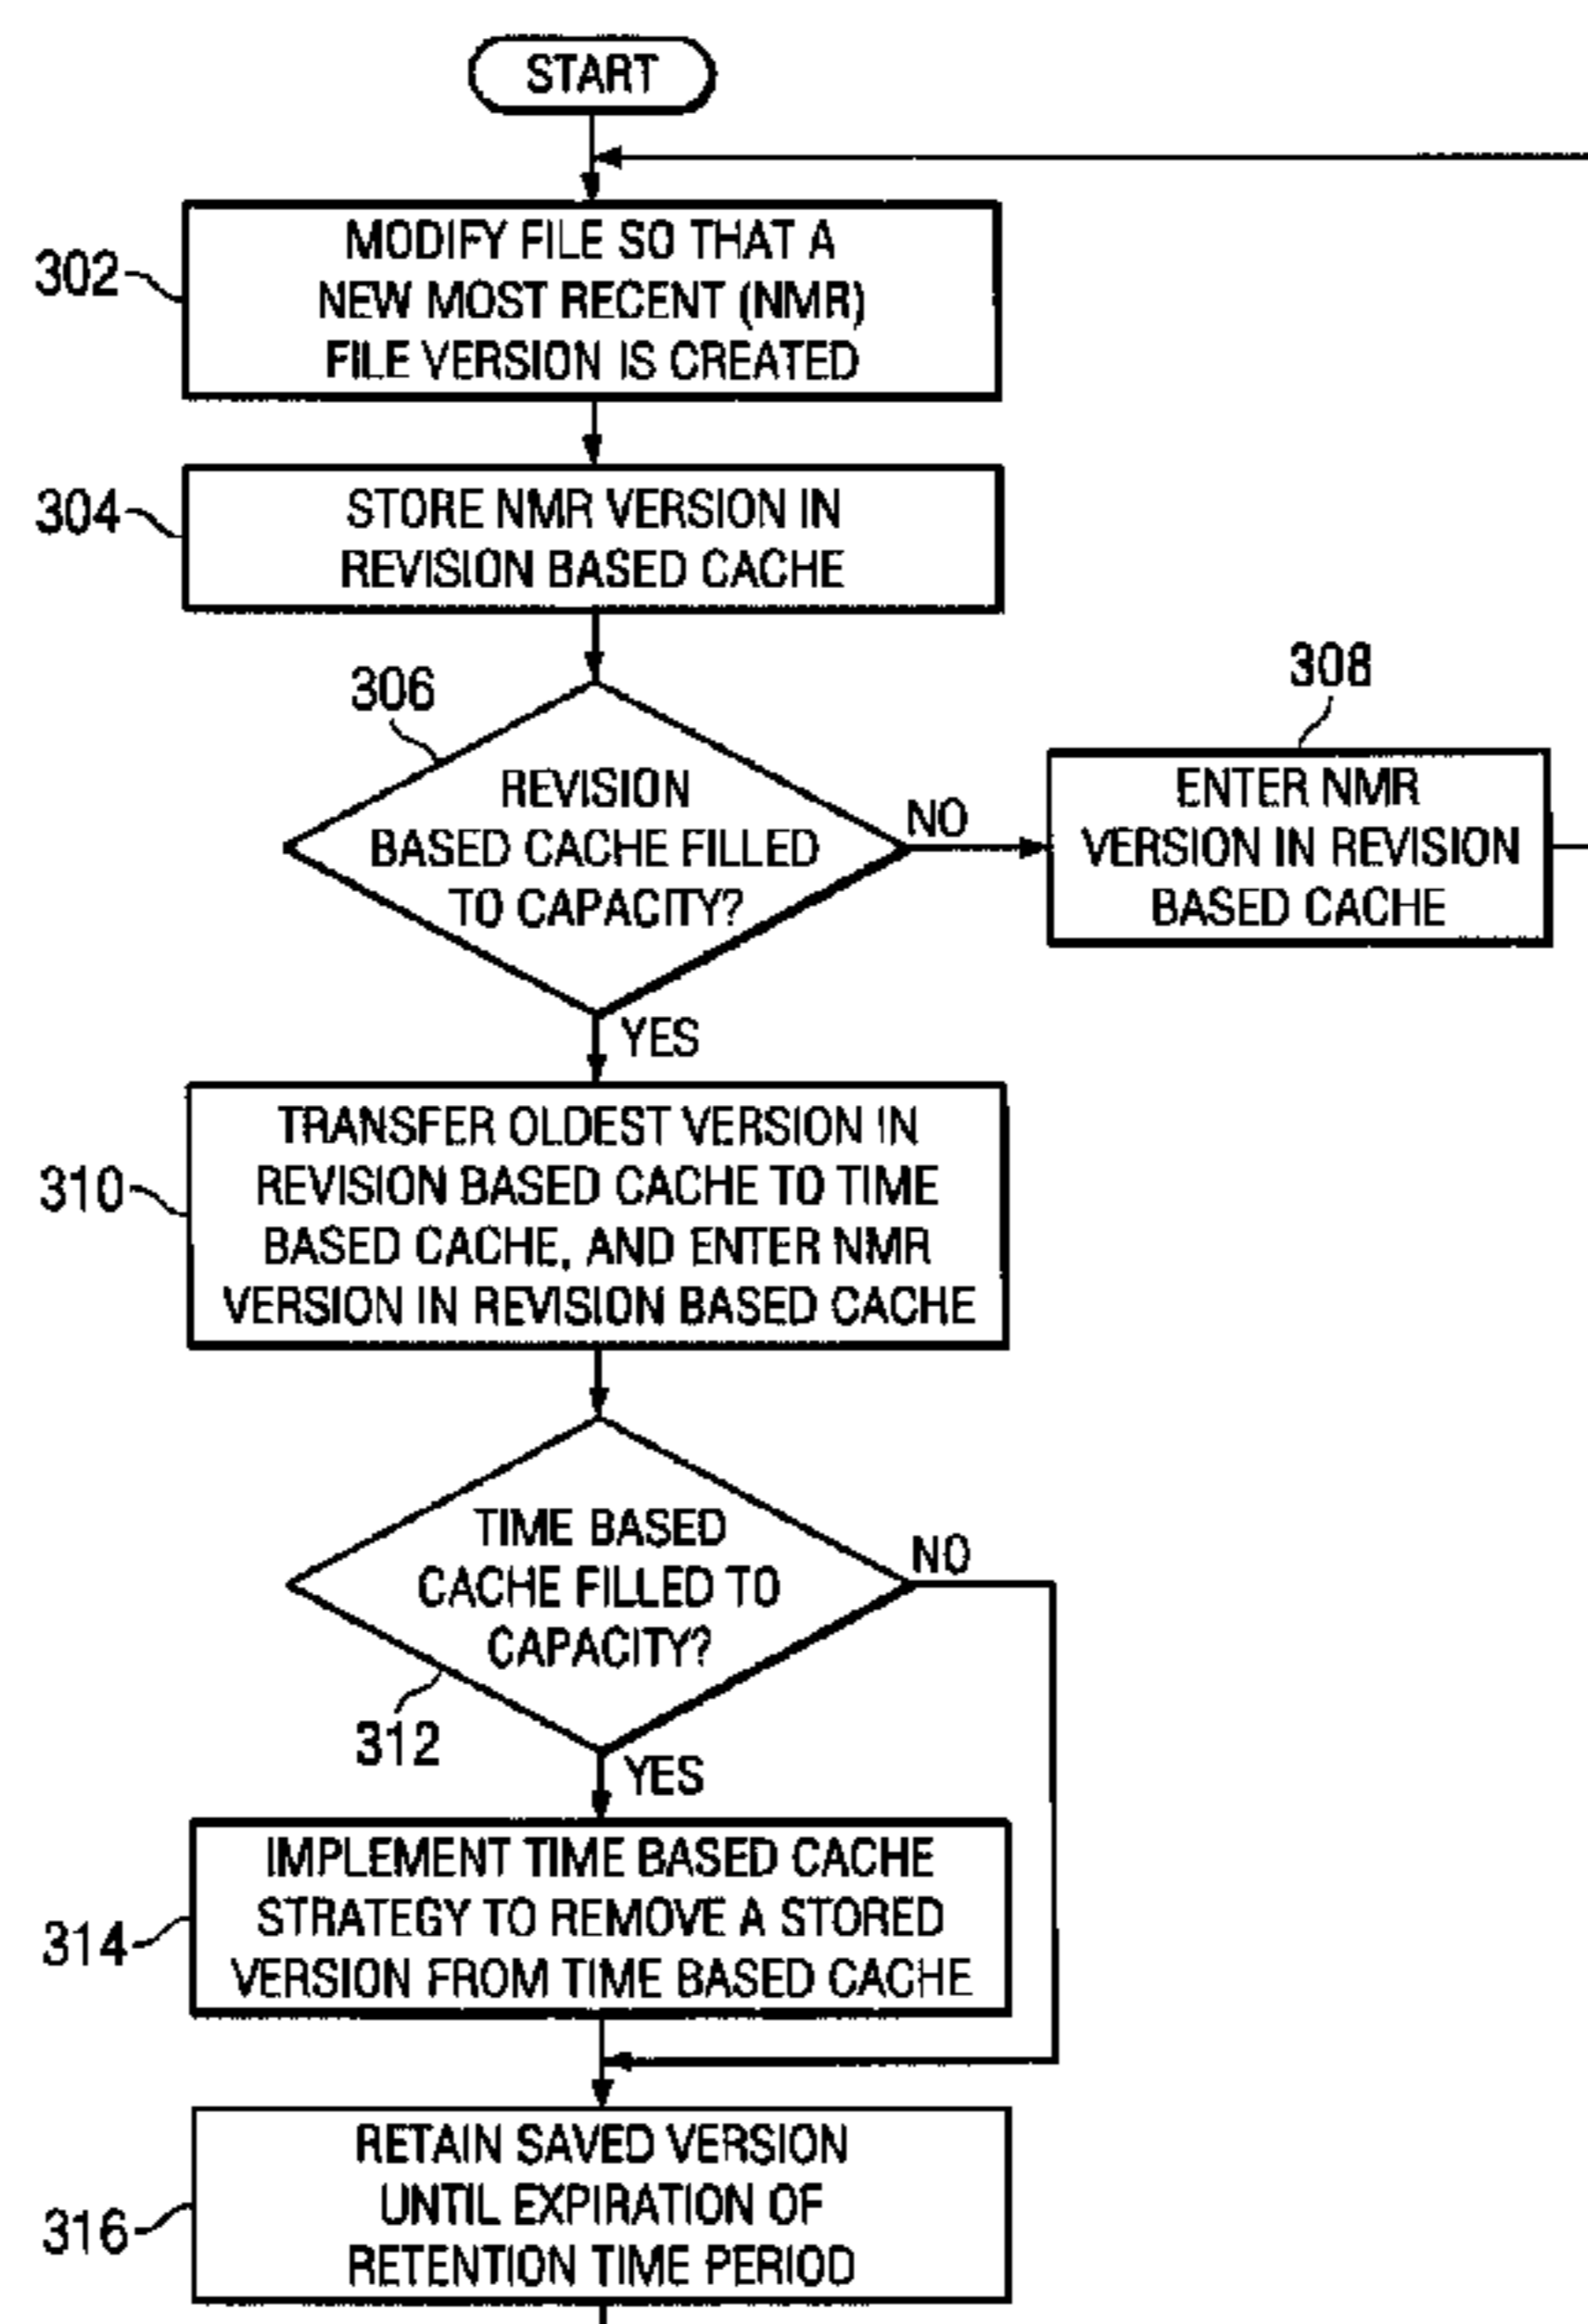 START
302
MODIFY FILE SO THAT A
NEW MOST RECENT (NMR)
FILE VERSION IS CREATED
304
STORE NMR VERSION IN
REVISION BASED CACHE
306
REVISION
BASED CACHE FILLED
TO CAPACITY?
NO
308
ENTER NMR
VERSION IN REVISION
BASED CACHE
YES
310
TRANSFER OLDEST VERSION IN
REVISION BASED CACHE TO TIME
BASED CACHE, AND ENTER NMR
VERSION IN REVISION BASED CACHE
TIME BASED
CACHE FILLED TO
CAPACITY?
NO
312
YES
314
IMPLEMENT TIME BASED CACHE
STRATEGY TO REMOVE A STORED
VERSION FROM TIME BASED CACHE
316
RETAIN SAVED VERSION
UNTIL EXPIRATION OF
RETENTION TIME PERIOD